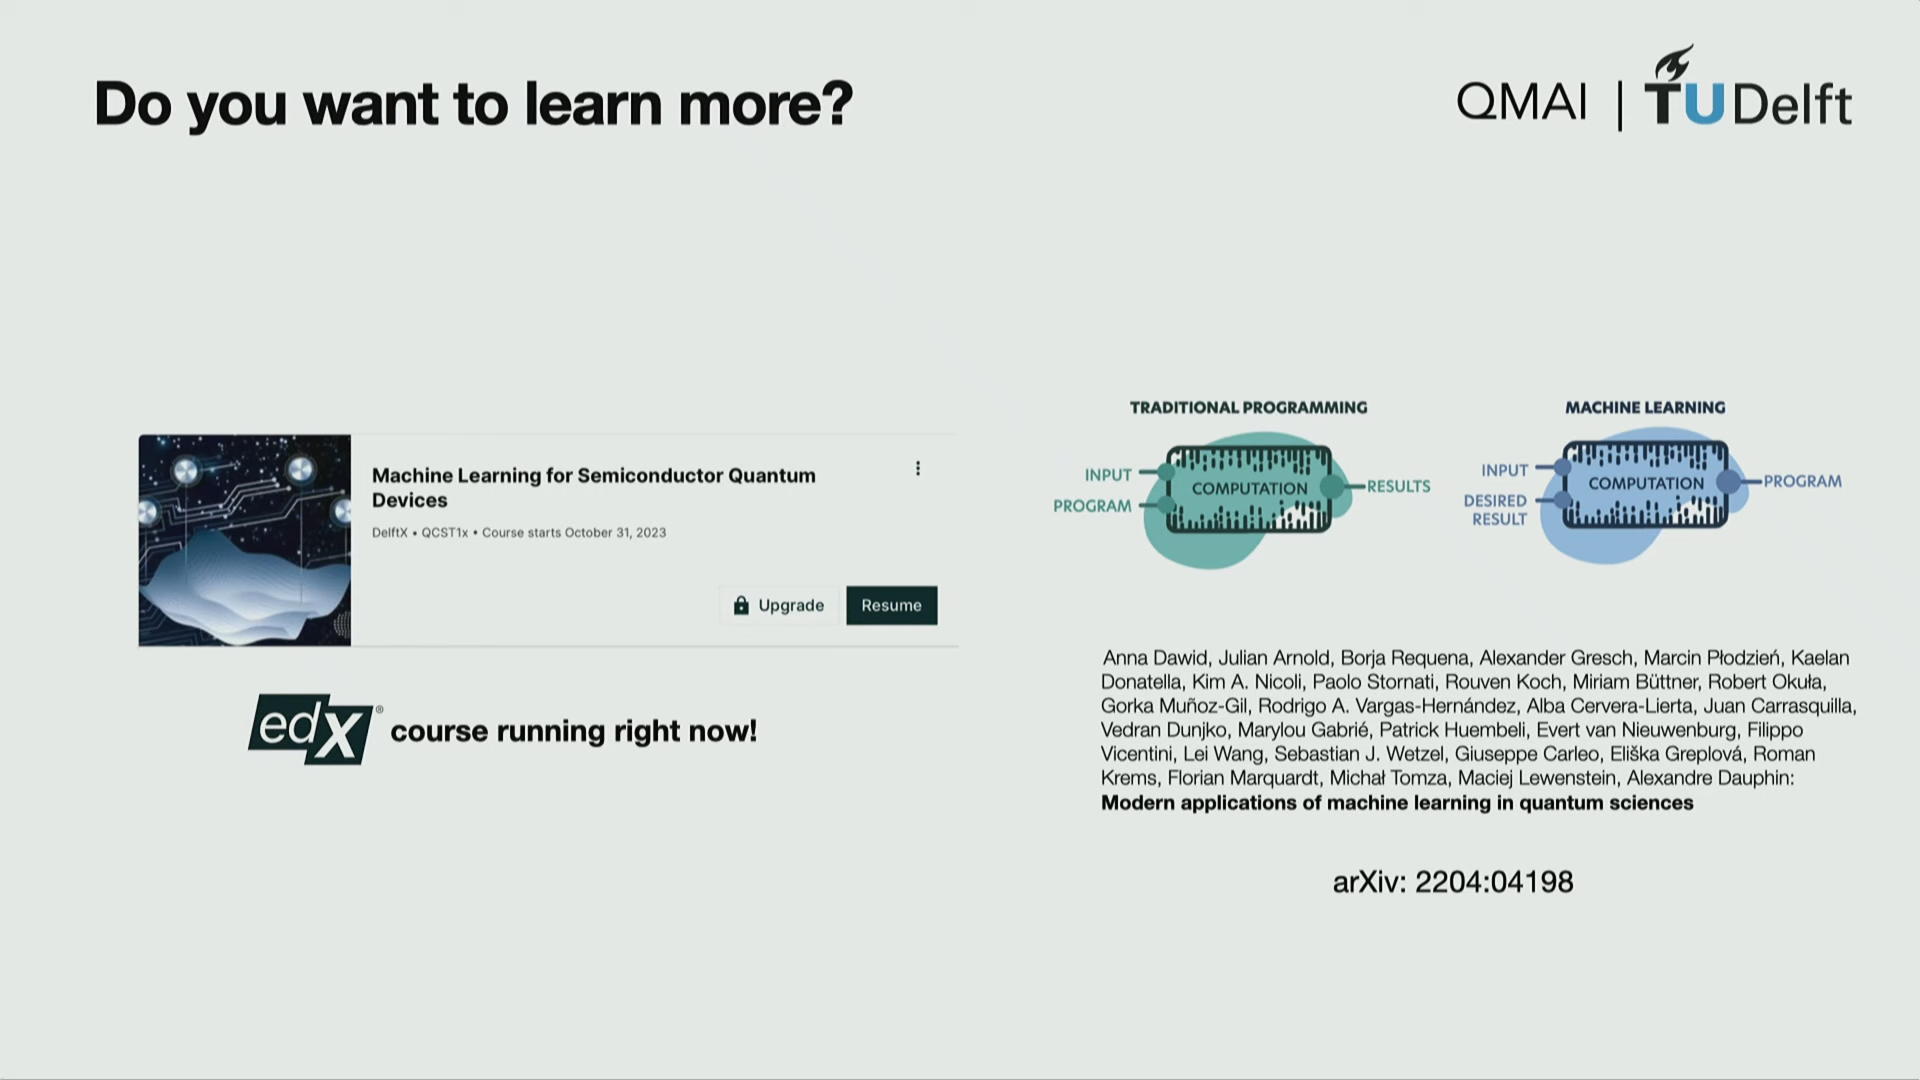 Do you want to learn more?
QMAI | TU Delft
Machine Learning for Semiconductor Quantum
Devices
DelftX • QCST1x • Course starts October 31, 2023
Upgrade
Resume
edX® course running right now!
TRADITIONAL PROGRAMMING
INPUT
PROGRAM
COMPUTATION
RESULTS
MACHINE LEARNING
INPUT
DESIRED
RESULT
COMPUTATION
PROGRAM
Anna Dawid, Julian Arnold, Borja Requena, Alexander Gresch, Marcin Płodzień, Kaelan
Donatella, Kim A. Nicoli, Paolo Stornati, Rouven Koch, Miriam Büttner, Robert Okuła,
Gorka Muñoz-Gil, Rodrigo A. Vargas-Hernández, Alba Cervera-Lierta, Juan Carrasquilla,
Vedran Dunjko, Marylou Gabrié, Patrick Huembeli, Evert van Nieuwenburg, Filippo
Vicentini, Lei Wang, Sebastian J. Wetzel, Giuseppe Carleo, Eliška Greplová, Roman
Krems, Florian Marquardt, Michał Tomza, Maciej Lewenstein, Alexandre Dauphin:
Modern applications of machine learning in quantum sciences
arXiv: 2204:04198